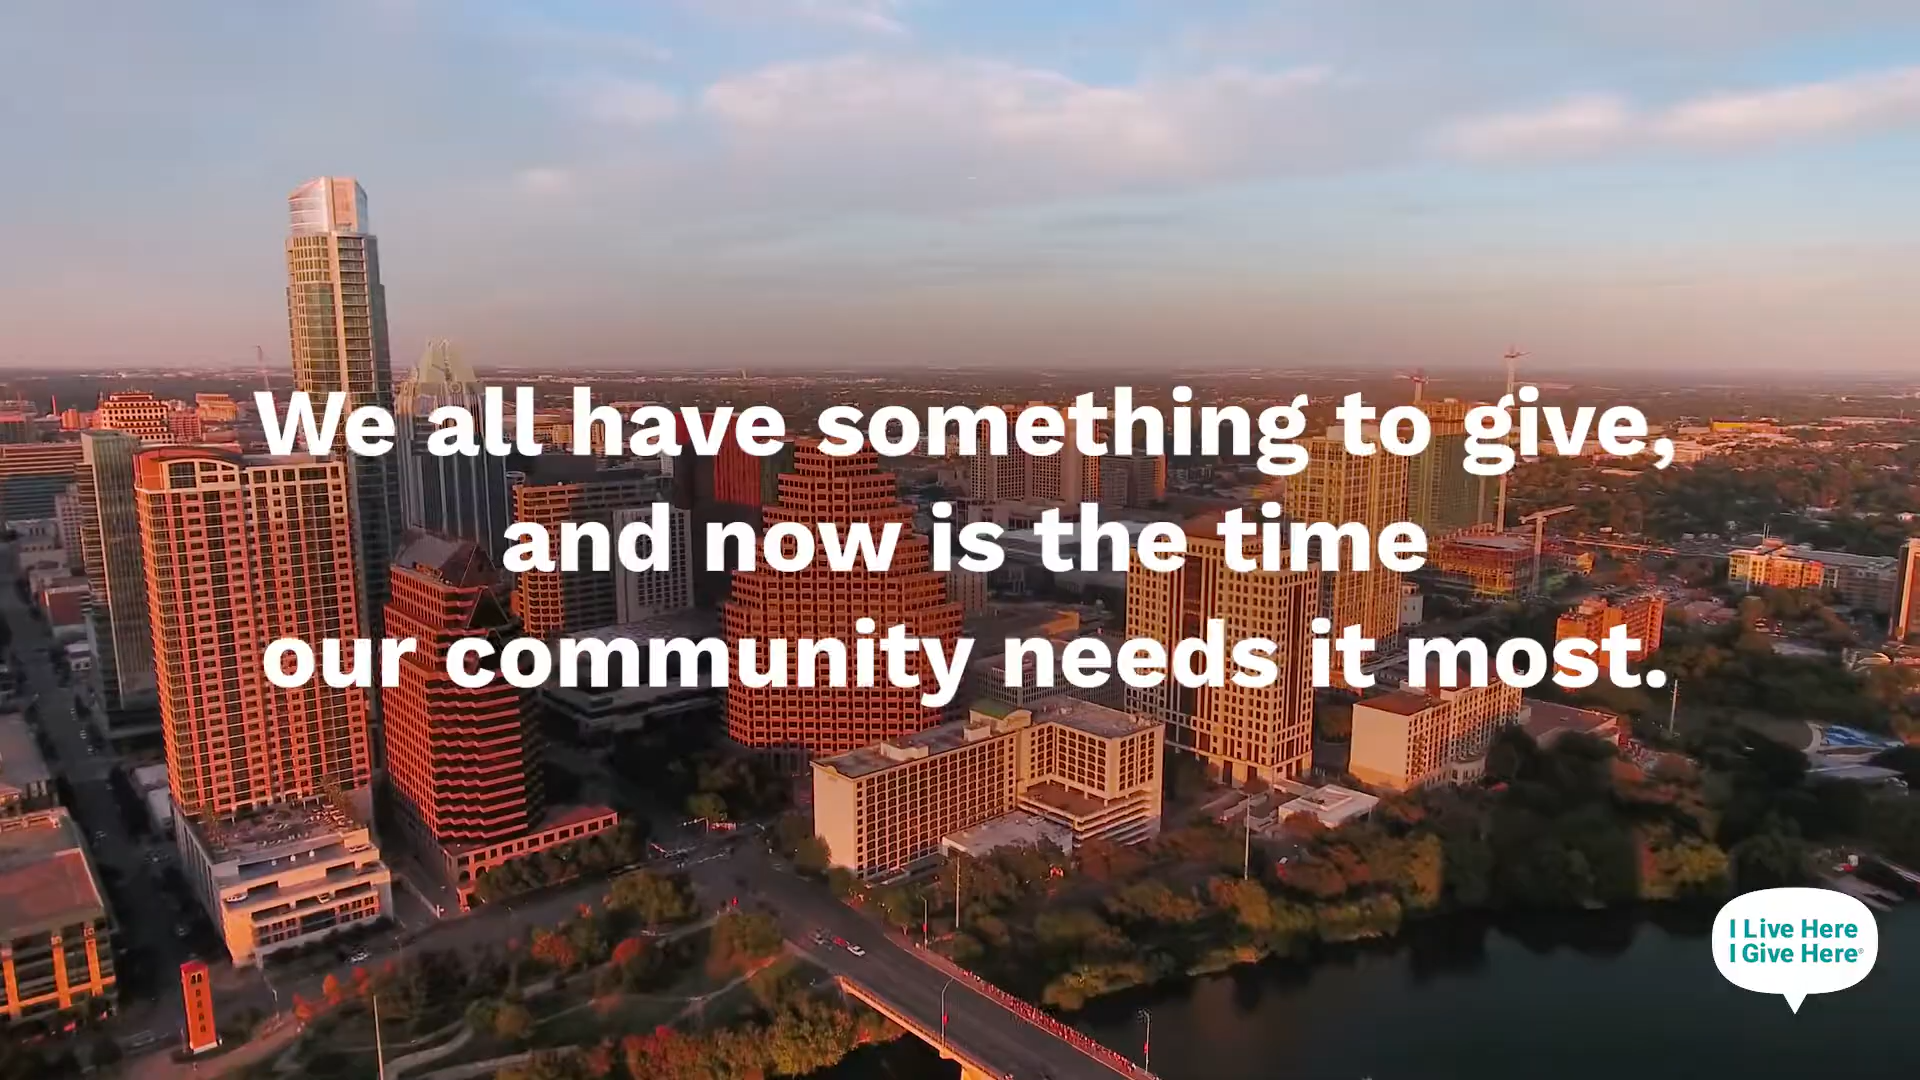 We all have something to give,
and now is the time
our community needs it most.
I Live Here
I Give Here®